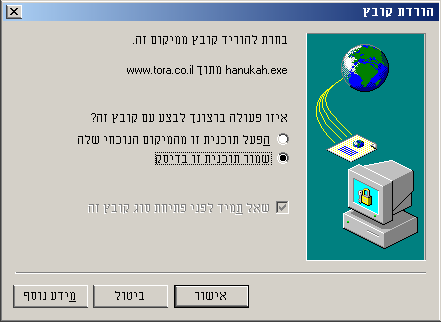 הורדת קובץ
בחרת להוריד קובץ ממיקום זה.
hanukah.exe מתוך www.tora.co.il
איזו פעולה ברצונך לבצע עם קובץ זה?
הפעל תוכנית זו מהמיקום הנוכחי שלה
שמור תוכנית זו בדיסק
שאל תמיד לפני פתיחת סוג קובץ זה
אישור
ביטול
מידע נוסף